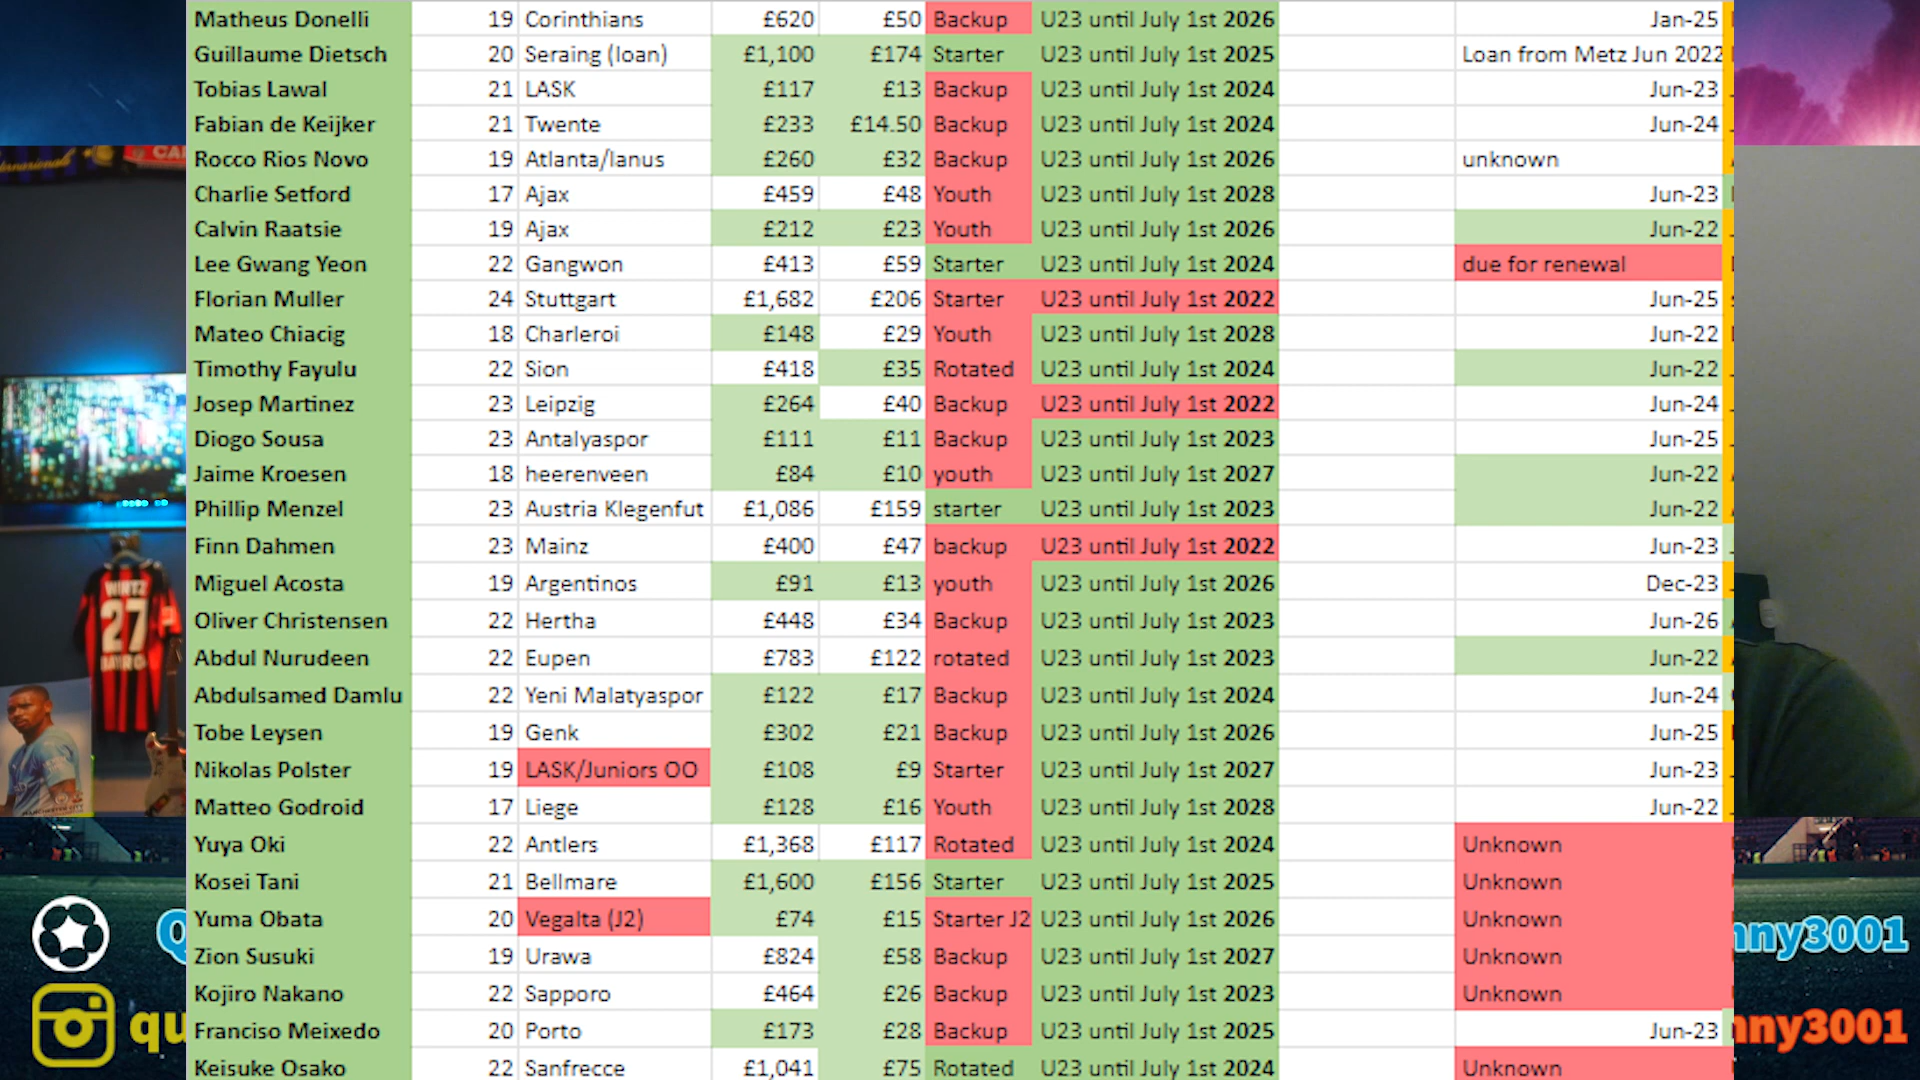 Matheus Donelli 19 Corinthians £620 £50 Backup U23 until July 1st 2026 Jan-25
Guillaume Dietsch 20 Seraing (loan) £1,100 £174 Starter U23 until July 1st 2025 Loan from Metz Jun 2022
Tobias Lawal 21 LASK £117 £13 Backup U23 until July 1st 2024 Jun-23
Fabian de Keijker 21 Twente £233 £14.50 Backup U23 until July 1st 2024 Jun-24
Rocco Rios Novo 19 Atlanta/lanus £260 £32 Backup U23 until July 1st 2026 unknown
Charlie Setford 17 Ajax £459 £48 Youth U23 until July 1st 2028 Jun-23
Calvin Raatsie 19 Ajax £212 £23 Youth U23 until July 1st 2026 Jun-22
Lee Gwang Yeon 22 Gangwon £413 £59 Starter U23 until July 1st 2024 due for renewal
Florian Muller 24 Stuttgart £1,682 £206 Starter U23 until July 1st 2022 Jun-25
Mateo Chiacig 18 Charleroi £148 £29 Youth U23 until July 1st 2028 Jun-22
Timothy Fayulu 22 Sion £418 £35 Rotated U23 until July 1st 2024 Jun-22
Josep Martinez 23 Leipzig £264 £40 Backup U23 until July 1st 2022 Jun-24
Diogo Sousa 23 Antalyaspor £111 £11 Backup U23 until July 1st 2023 Jun-25
Jaime Kroesen 18 heerenveen £84 £10 youth U23 until July 1st 2027 Jun-22
Phillip Menzel 23 Austria Klegenfut £1,086 £159 starter U23 until July 1st 2023 Jun-22
Finn Dahmen 23 Mainz £400 £47 backup U23 until July 1st 2022 Jun-23
Miguel Acosta 19 Argentinos £91 £13 youth U23 until July 1st 2026 Dec-23
Oliver Christensen 22 Hertha £448 £34 Backup U23 until July 1st 2023 Jun-26
Abdul Nurudeen 22 Eupen £783 £122 rotated U23 until July 1st 2023 Jun-22
Abdulsamed Damlu 22 Yeni Malatyaspor £122 £17 Backup U23 until July 1st 2024 Jun-24
Tobe Leysen 19 Genk £302 £21 Backup U23 until July 1st 2026 Jun-25
Nikolas Polster 19 LASK/Juniors OO £108 £9 Starter U23 until July 1st 2027 Jun-23
Matteo Godroid 17 Liege £128 £16 Youth U23 until July 1st 2028 Jun-22
Yuya Oki 22 Antlers £1,368 £117 Rotated U23 until July 1st 2024 Unknown
Kosei Tani 21 Bellmare £1,600 £156 Starter U23 until July 1st 2025 Unknown
Yuma Obata 20 Vegalta (J2) £74 £15 Starter J2 U23 until July 1st 2026 Unknown
Zion Susuki 19 Urawa £824 £58 Backup U23 until July 1st 2027 Unknown
Kojiro Nakano 22 Sapporo £464 £26 Backup U23 until July 1st 2023 Unknown
Franciso Meixedo 20 Porto £173 £28 Backup U23 until July 1st 2025 Jun-23
Keisuke Osako 22 Sanfrecce £1,041 £75 Rotated U23 until July 1st 2024 Unknown
WIRTZ
27
Q
nny3001
qu
nny3001